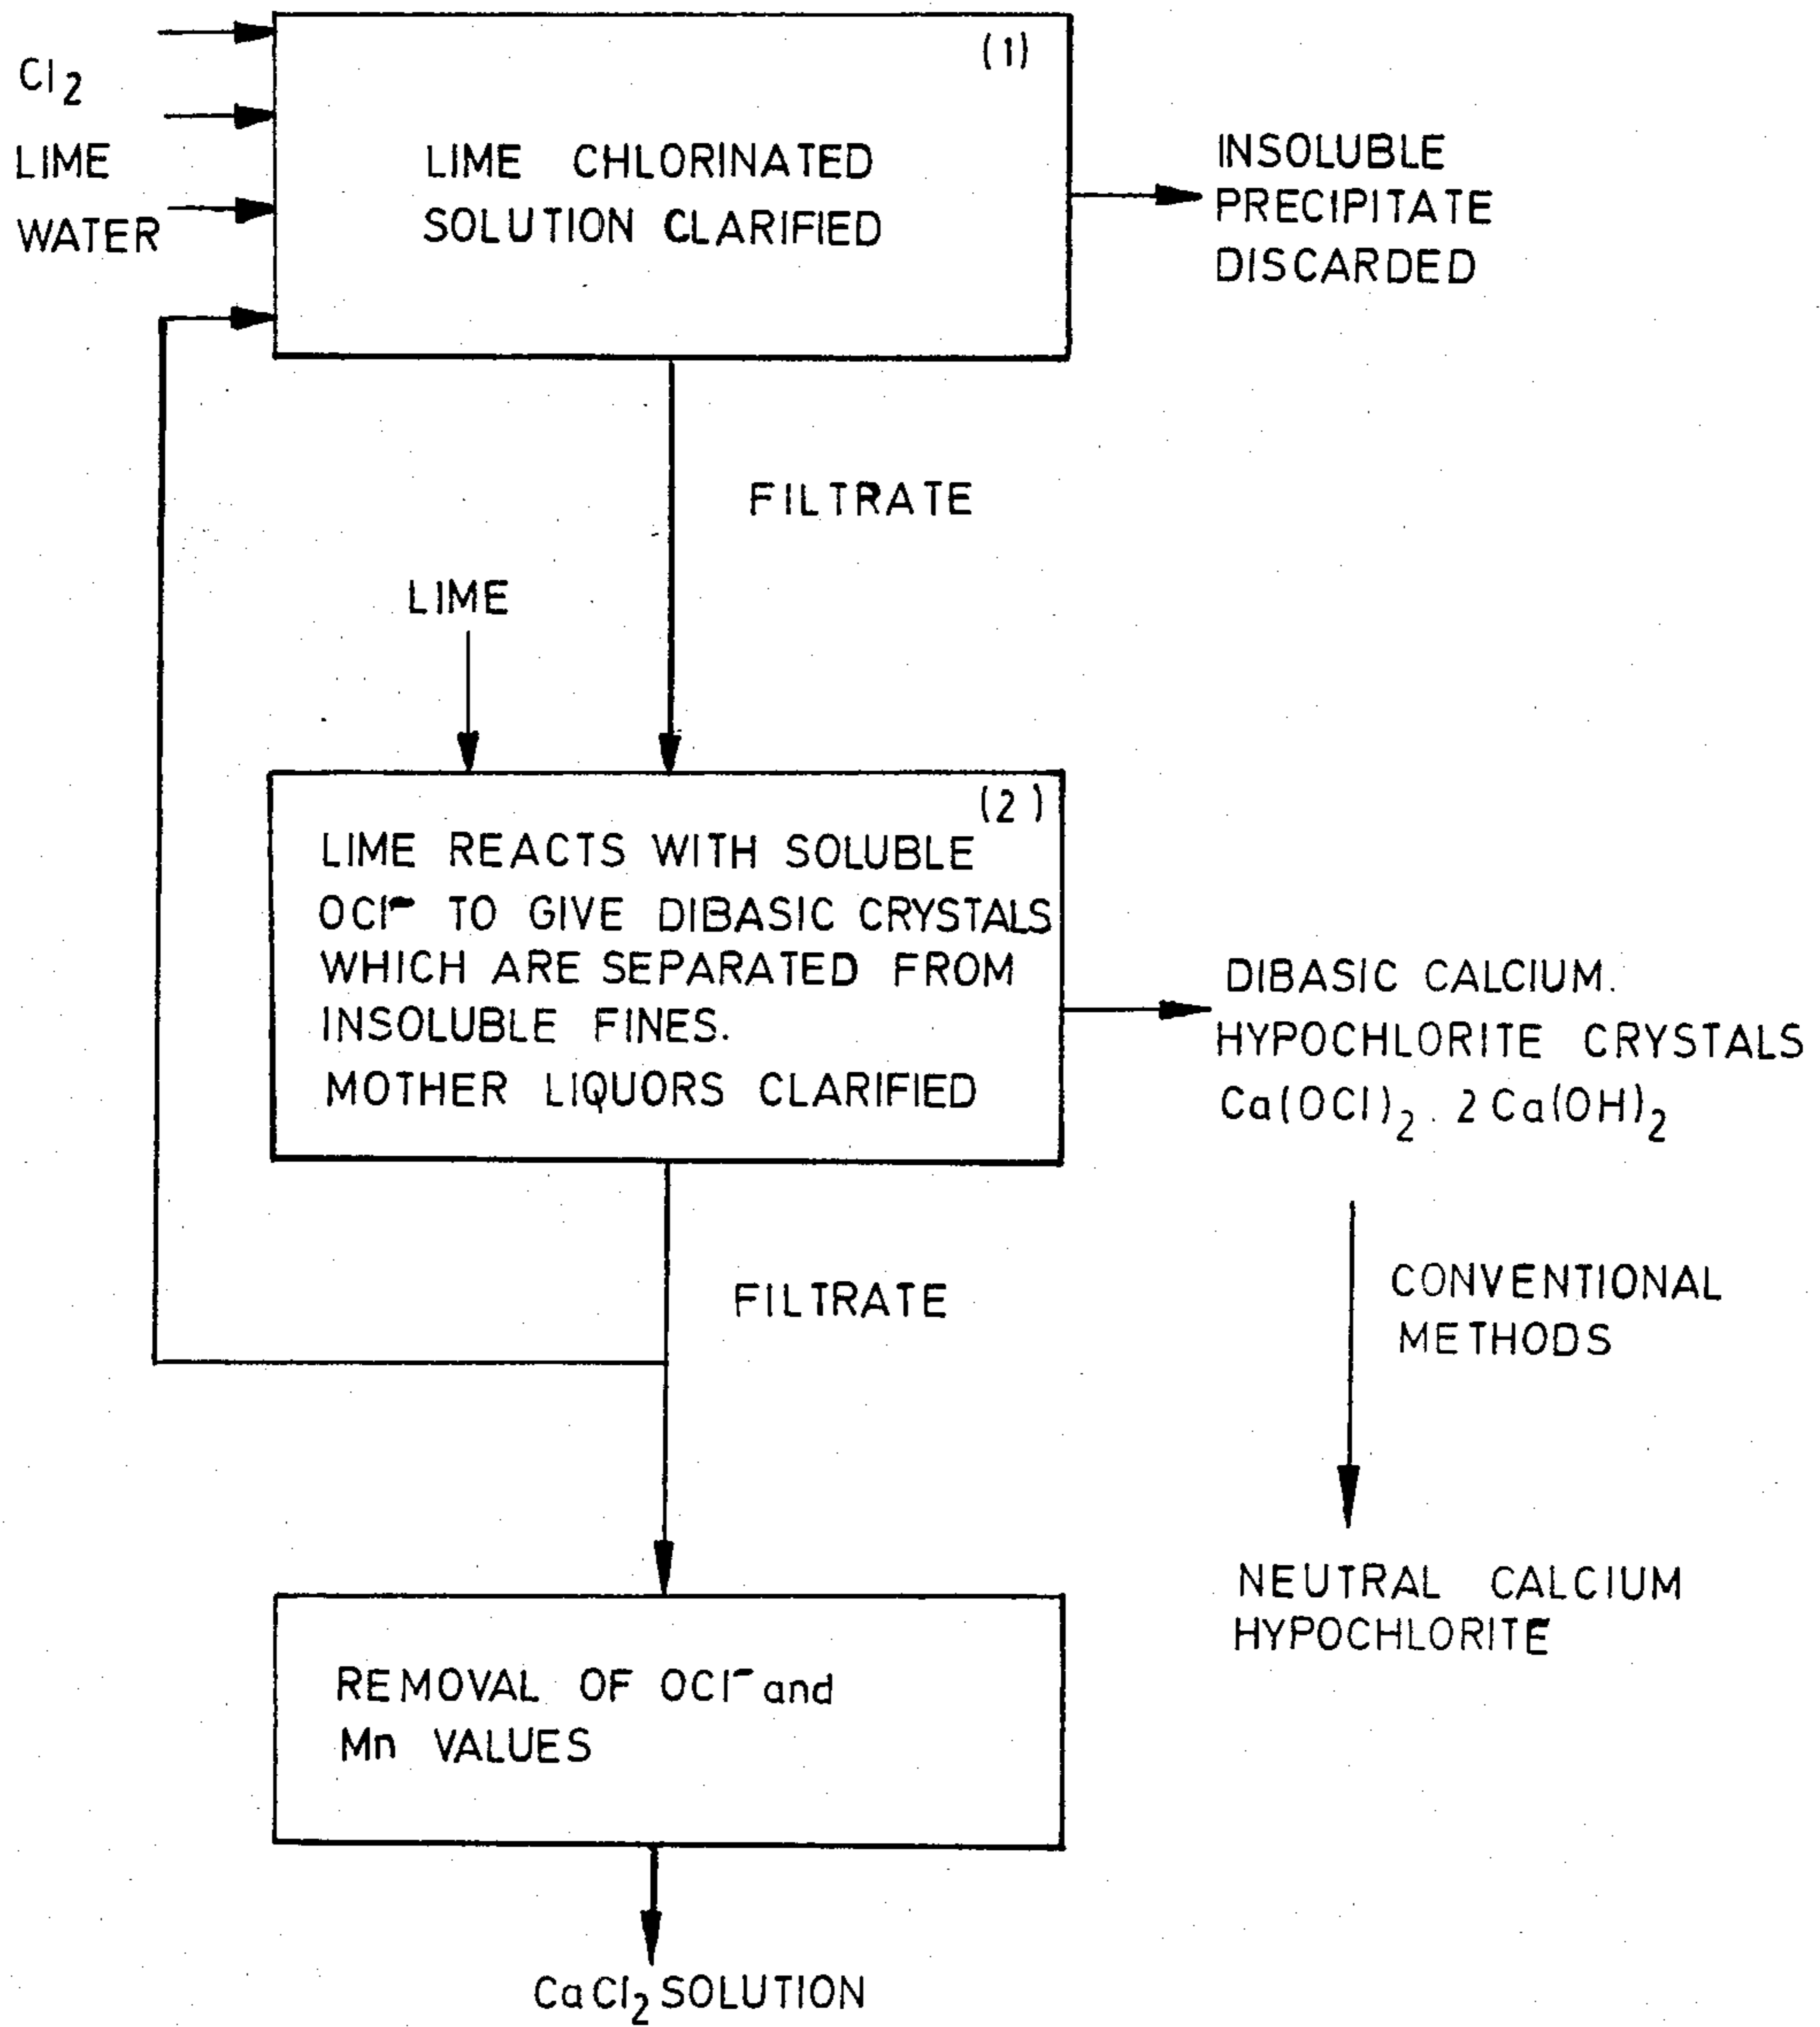 Cl₂
LIME
WATER
(1)
LIME CHLORINATED
SOLUTION CLARIFIED
INSOLUBLE
PRECIPITATE
DISCARDED
FILTRATE
LIME
(2)
LIME REACTS WITH SOLUBLE
OCl⁻ TO GIVE DIBASIC CRYSTALS
WHICH ARE SEPARATED FROM
INSOLUBLE FINES.
MOTHER LIQUORS CLARIFIED
DIBASIC CALCIUM.
HYPOCHLORITE CRYSTALS
Ca(OCl)₂ . 2 Ca(OH)₂
FILTRATE
CONVENTIONAL
METHODS
NEUTRAL CALCIUM
HYPOCHLORITE
REMOVAL OF OCl⁻ and
Mn VALUES
CaCl₂ SOLUTION